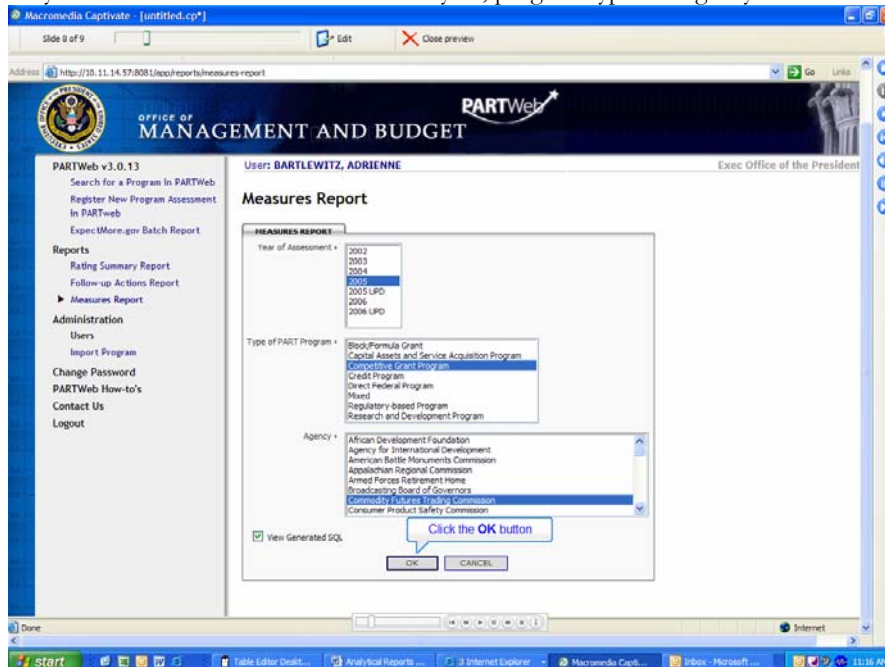 Macromedia Captivate - [untitled.cp*]
Slide 8 of 9
Edit
Close preview
Address
http://10.11.14.57:8081/app/reports/measures-report
Go
Links
OFFICE OF
MANAGEMENT AND BUDGET
PARTWeb
PARTWeb v3.0.13
Search for a Program in PARTWeb
Register New Program Assessment
in PARTweb
ExpectMore.gov Batch Report
Reports
Rating Summary Report
Follow-up Actions Report
Measures Report
Administration
Users
Import Program
Change Password
PARTWeb How-to's
Contact Us
Logout
User: BARTLEWITZ, ADRIENNE
Exec Office of the President
Measures Report
MEASURES REPORT
Year of Assessment
2002
2003
2004
2005
2005 UPD
2006
2006 UPD
Type of PART Program
Block/Formula Grant
Capital Assets and Service Acquisition Program
Competitive Grant Program
Credit Program
Direct Federal Program
Mixed
Regulatory-based Program
Research and Development Program
Agency
African Development Foundation
Agency for International Development
American Battle Monuments Commission
Appalachian Regional Commission
Armed Forces Retirement Home
Broadcasting Board of Governors
Commodity Futures Trading Commission
Consumer Product Safety Commission
View Generated SQL
Click the OK button
OK
CANCEL
Done
Internet
start
Table Editor Deskt...
Analytical Reports ...
3 Internet Explorer
Macromedia Capti...
Inbox - Microsoft ...
11:16 AM